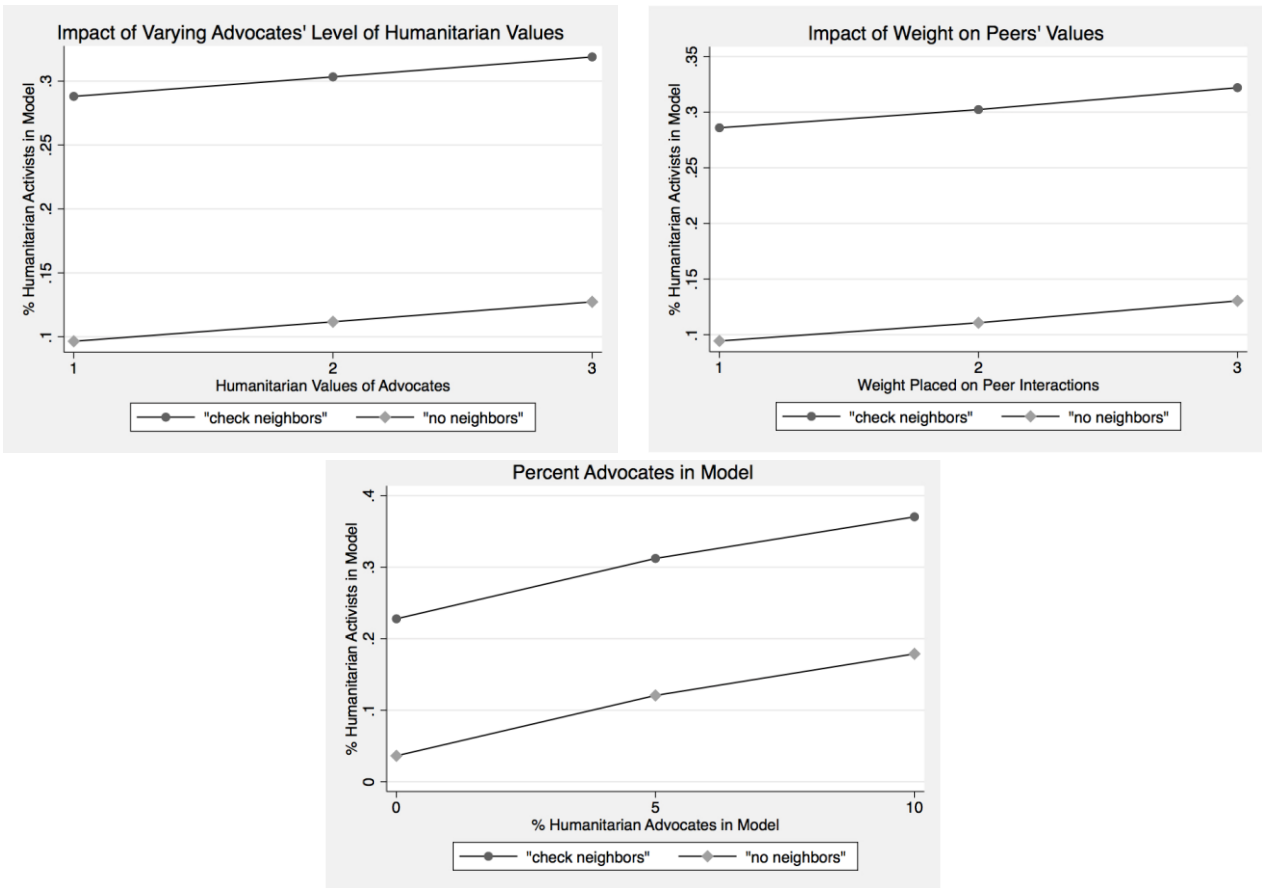 Impact of Varying Advocates' Level of Humanitarian Values
% Humanitarian Activists in Model
.3
.25
.2
.15
.1
1 2 3
Humanitarian Values of Advocates
"check neighbors" "no neighbors"
Impact of Weight on Peers' Values
% Humanitarian Activists in Model
.35
.3
.25
.2
.15
.1
1 2 3
Weight Placed on Peer Interactions
"check neighbors" "no neighbors"
Percent Advocates in Model
% Humanitarian Activists in Model
.4
.3
.2
.1
0
0 5 10
% Humanitarian Advocates in Model
"check neighbors" "no neighbors"